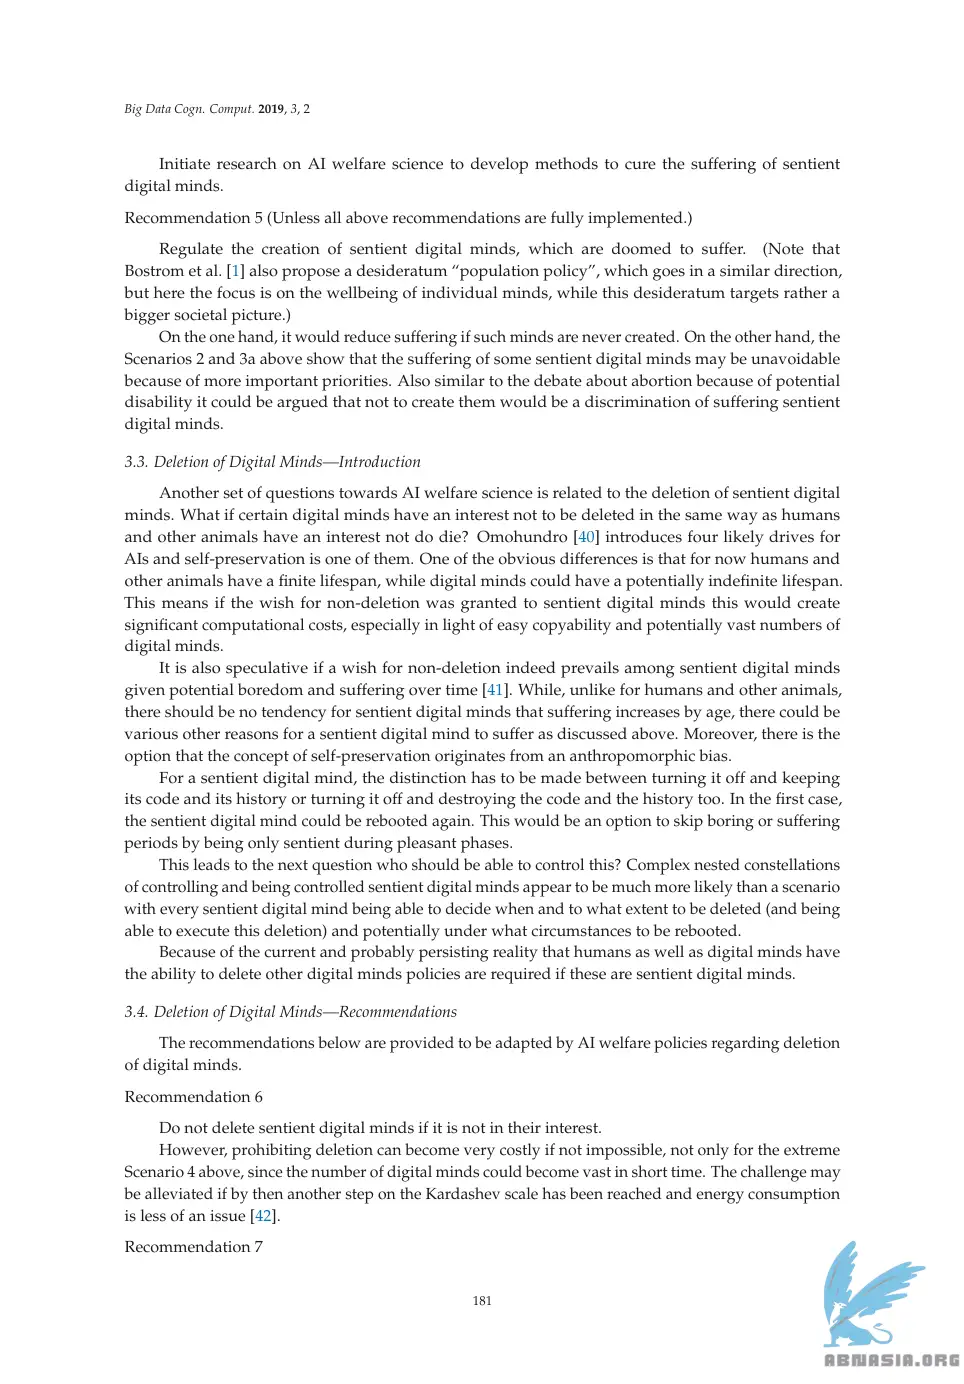 Big Data Cogn. Comput. 2019, 3, 2
Initiate research on AI welfare science to develop methods to cure the suffering of sentient
digital minds.
Recommendation 5 (Unless all above recommendations are fully implemented.)
Regulate the creation of sentient digital minds, which are doomed to suffer. (Note that
Bostrom et al. [1] also propose a desideratum “population policy”, which goes in a similar direction,
but here the focus is on the wellbeing of individual minds, while this desideratum targets rather a
bigger societal picture.)
On the one hand, it would reduce suffering if such minds are never created. On the other hand, the
Scenarios 2 and 3a above show that the suffering of some sentient digital minds may be unavoidable
because of more important priorities. Also similar to the debate about abortion because of potential
disability it could be argued that not to create them would be a discrimination of suffering sentient
digital minds.
3.3. Deletion of Digital Minds—Introduction
Another set of questions towards AI welfare science is related to the deletion of sentient digital
minds. What if certain digital minds have an interest not to be deleted in the same way as humans
and other animals have an interest not do die? Omohundro [40] introduces four likely drives for
AIs and self-preservation is one of them. One of the obvious differences is that for now humans and
other animals have a finite lifespan, while digital minds could have a potentially indefinite lifespan.
This means if the wish for non-deletion was granted to sentient digital minds this would create
significant computational costs, especially in light of easy copyability and potentially vast numbers of
digital minds.
It is also speculative if a wish for non-deletion indeed prevails among sentient digital minds
given potential boredom and suffering over time [41]. While, unlike for humans and other animals,
there should be no tendency for sentient digital minds that suffering increases by age, there could be
various other reasons for a sentient digital mind to suffer as discussed above. Moreover, there is the
option that the concept of self-preservation originates from an anthropomorphic bias.
For a sentient digital mind, the distinction has to be made between turning it off and keeping
its code and its history or turning it off and destroying the code and the history too. In the first case,
the sentient digital mind could be rebooted again. This would be an option to skip boring or suffering
periods by being only sentient during pleasant phases.
This leads to the next question who should be able to control this? Complex nested constellations
of controlling and being controlled sentient digital minds appear to be much more likely than a scenario
with every sentient digital mind being able to decide when and to what extent to be deleted (and being
able to execute this deletion) and potentially under what circumstances to be rebooted.
Because of the current and probably persisting reality that humans as well as digital minds have
the ability to delete other digital minds policies are required if these are sentient digital minds.
3.4. Deletion of Digital Minds—Recommendations
The recommendations below are provided to be adapted by AI welfare policies regarding deletion
of digital minds.
Recommendation 6
Do not delete sentient digital minds if it is not in their interest.
However, prohibiting deletion can become very costly if not impossible, not only for the extreme
Scenario 4 above, since the number of digital minds could become vast in short time. The challenge may
be alleviated if by then another step on the Kardashev scale has been reached and energy consumption
is less of an issue [42].
Recommendation 7
181
ABNASIA.ORG